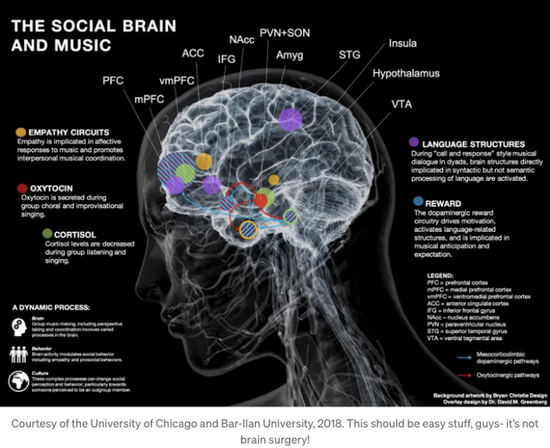 THE SOCIAL BRAIN
AND MUSIC
PFC
mPFC
vmPFC
ACC
IFG
NAcc
PVN+SON
Amyg
STG
Insula
Hypothalamus
VTA
EMPATHY CIRCUITS
Empathy is implicated in affective
responses to music and promotes
interpersonal musical coordination.
OXYTOCIN
Oxytocin is secreted during
group choral and improvisational
singing.
CORTISOL
Cortisol levels are decreased
during group listening and
singing.
A DYNAMIC PROCESS:
Brain
Group music making, including perspective
taking and coordination involves varied
processes in the brain.
Behavior
Brain activity modulates social behavior
including empathy and prosocial behaviors.
Culture
These complex processes can change social
perception and behavior, particularly towards
someone perceived to be an outgroup member.
LANGUAGE STRUCTURES
During "call and response" style musical
dialogue in dyads, brain structures directly
implicated in syntactic but not semantic
processing of language are activated.
REWARD
The dopaminergic reward
circuitry drives motivation,
activates language-related
structures, and is implicated in
musical anticipation and
expectation.
LEGEND:
PFC = prefrontal cortex
mPFC = medial prefrontal cortex
vmPFC = ventromedial prefrontal cortex
ACC = anterior cingulate cortex
IFG = inferior frontal gyrus
NAcc – nucleus accumbens
PVN = paraventricular nucleus
STG = superior temporal gyrus
VTA = ventral tegmental area
Mesocorticolimbic
dopaminergic pathways
Oxytocinergic pathways
Background artwork by Bryan Christie Design
Overlay design by Dr. David M. Greenberg
Courtesy of the University of Chicago and Bar-Ilan University, 2018. This should be easy stuff, guys- it's not
brain surgery!